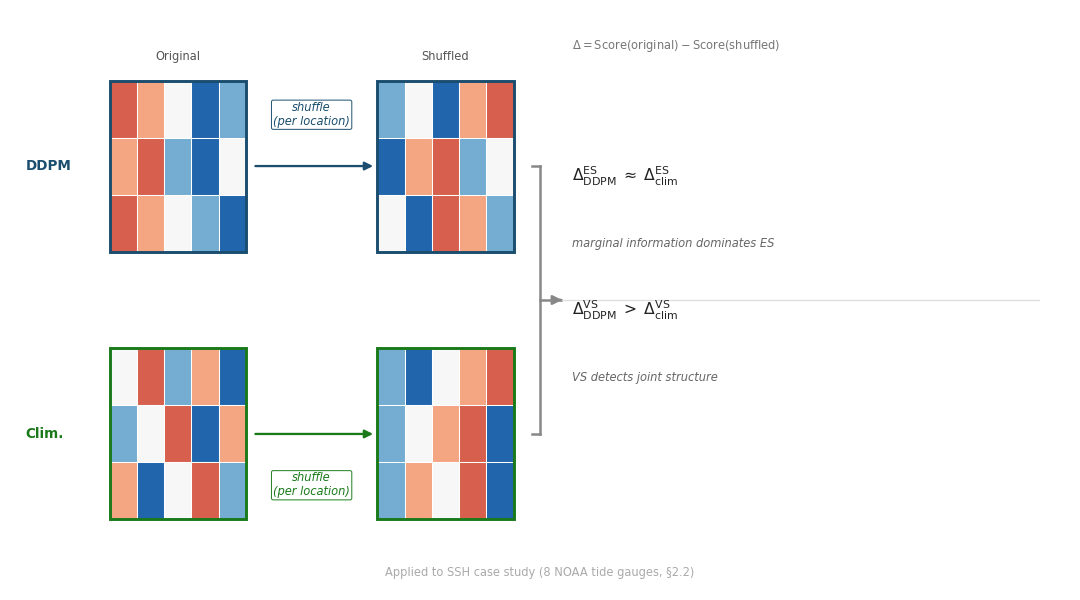 Original
Shuffled
Δ = Score(original) − Score(shuffled)
shuffle
(per location)
DDPM
Δ^ES_DDPM ≈ Δ^ES_clim
marginal information dominates ES
Δ^VS_DDPM > Δ^VS_clim
VS detects joint structure
Clim.
shuffle
(per location)
Applied to SSH case study (8 NOAA tide gauges, §2.2)